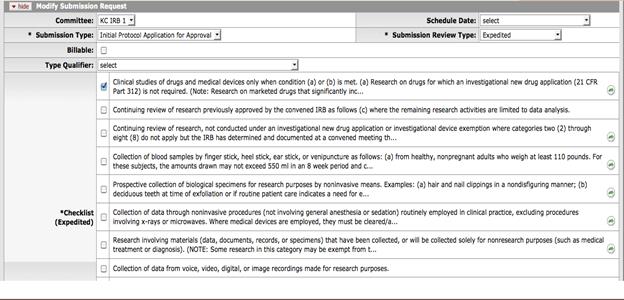 hide Modify Submission Request
Committee: KC IRB 1 Schedule Date: select
* Submission Type: Initial Protocol Application for Approval * Submission Review Type: Expedited
Billable:
Type Qualifier: select
Clinical studies of drugs and medical devices only when condition (a) or (b) is met. (a) Research on drugs for which an investigational new drug application (21 CFR
Part 312) is not required. (Note: Research on marketed drugs that significantly inc...
Continuing review of research previously approved by the convened IRB as follows (c) where the remaining research activities are limited to data analysis.
Continuing review of research, not conducted under an investigational new drug application or investigational device exemption where categories two (2) through
eight (8) do not apply but the IRB has determined and documented at a convened meeting th...
Collection of blood samples by finger stick, heel stick, ear stick, or venipuncture as follows: (a) from healthy, nonpregnant adults who weigh at least 110 pounds. For
these subjects, the amounts drawn may not exceed 550 ml in an 8 week period and c...
Prospective collection of biological specimens for research purposes by noninvasive means. Examples: (a) hair and nail clippings in a nondisfiguring manner; (b)
deciduous teeth at time of exfoliation or if routine patient care indicates a need for e...
*Checklist
(Expedited)
Collection of data through noninvasive procedures (not involving general anesthesia or sedation) routinely employed in clinical practice, excluding procedures
involving x-rays or microwaves. Where medical devices are employed, they must be cleared/a...
Research involving materials (data, documents, records, or specimens) that have been collected, or will be collected solely for nonresearch purposes (such as medical
treatment or diagnosis). (NOTE: Some research in this category may be exempt from t...
Collection of data from voice, video, digital, or image recordings made for research purposes.